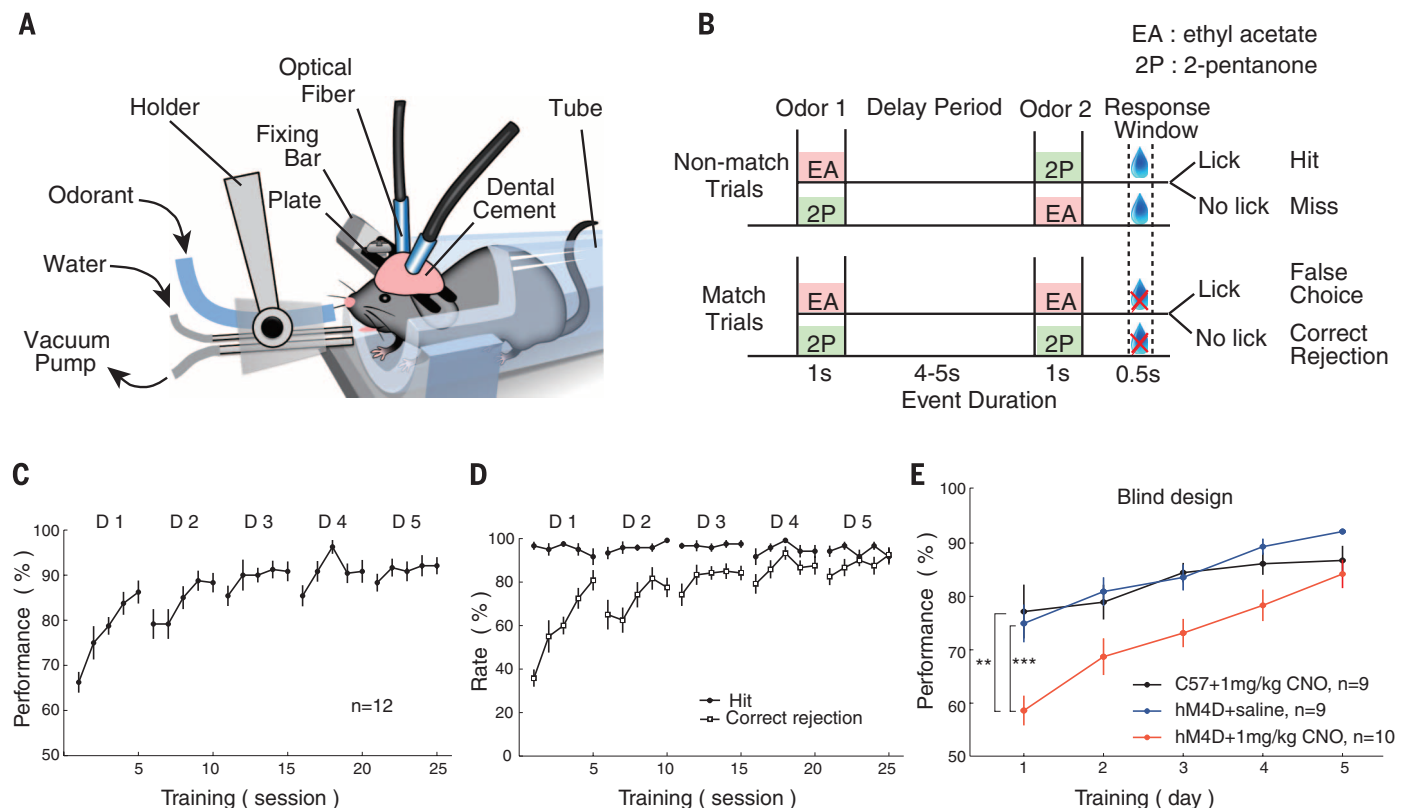 A
Optical
Fiber
Holder
Fixing
Bar
Tube
Odorant
Plate
Dental
Cement
Water
Vacuum
Pump
B
EA : ethyl acetate
2P : 2-pentanone
Odor 1 Delay Period Odor 2 Response
Window
Non-match
Trials
EA 2P Lick Hit
2P EA No lick Miss
Match
Trials
EA EA Lick False
Choice
2P 2P No lick Correct
Rejection
1s 4-5s 1s 0.5s
Event Duration
C
D 1 D 2 D 3 D 4 D 5
100
90
80
70
60
50
Performance ( % )
n=12
5 10 15 20 25
Training ( session )
D
D 1 D 2 D 3 D 4 D 5
100
80
60
40
20
0
Rate ( % )
Hit
Correct rejection
5 10 15 20 25
Training ( session )
E
Blind design
100
90
80
70
60
50
Performance ( % )
** ***
C57+1mg/kg CNO, n=9
hM4D+saline, n=9
hM4D+1mg/kg CNO, n=10
1 2 3 4 5
Training ( day )